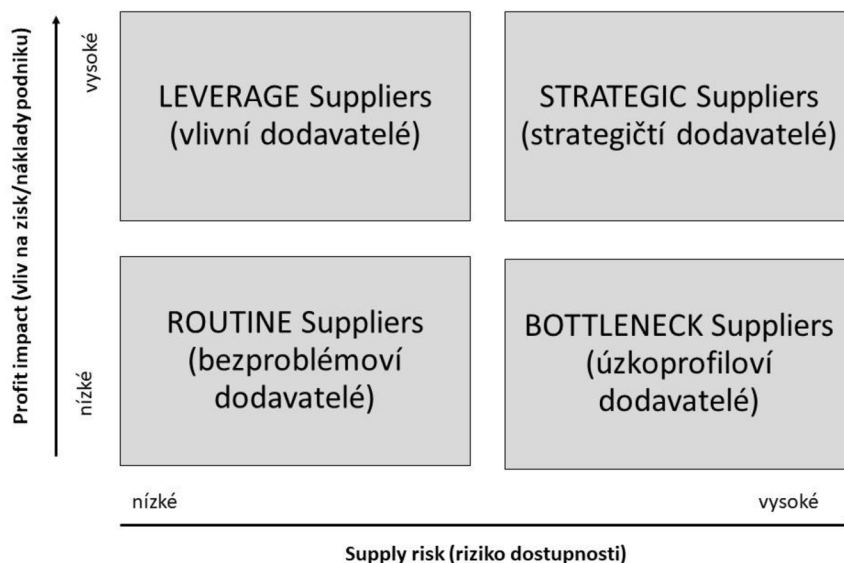 Profit impact (vliv na zisk/náklady podniku)
vysoké
nízké
LEVERAGE Suppliers
(vlivní dodavatelé)
STRATEGIC Suppliers
(strategičtí dodavatelé)
ROUTINE Suppliers
(bezproblémoví
dodavatelé)
BOTTLENECK Suppliers
(úzkoprofiloví
dodavatelé)
nízké
vysoké
Supply risk (riziko dostupnosti)